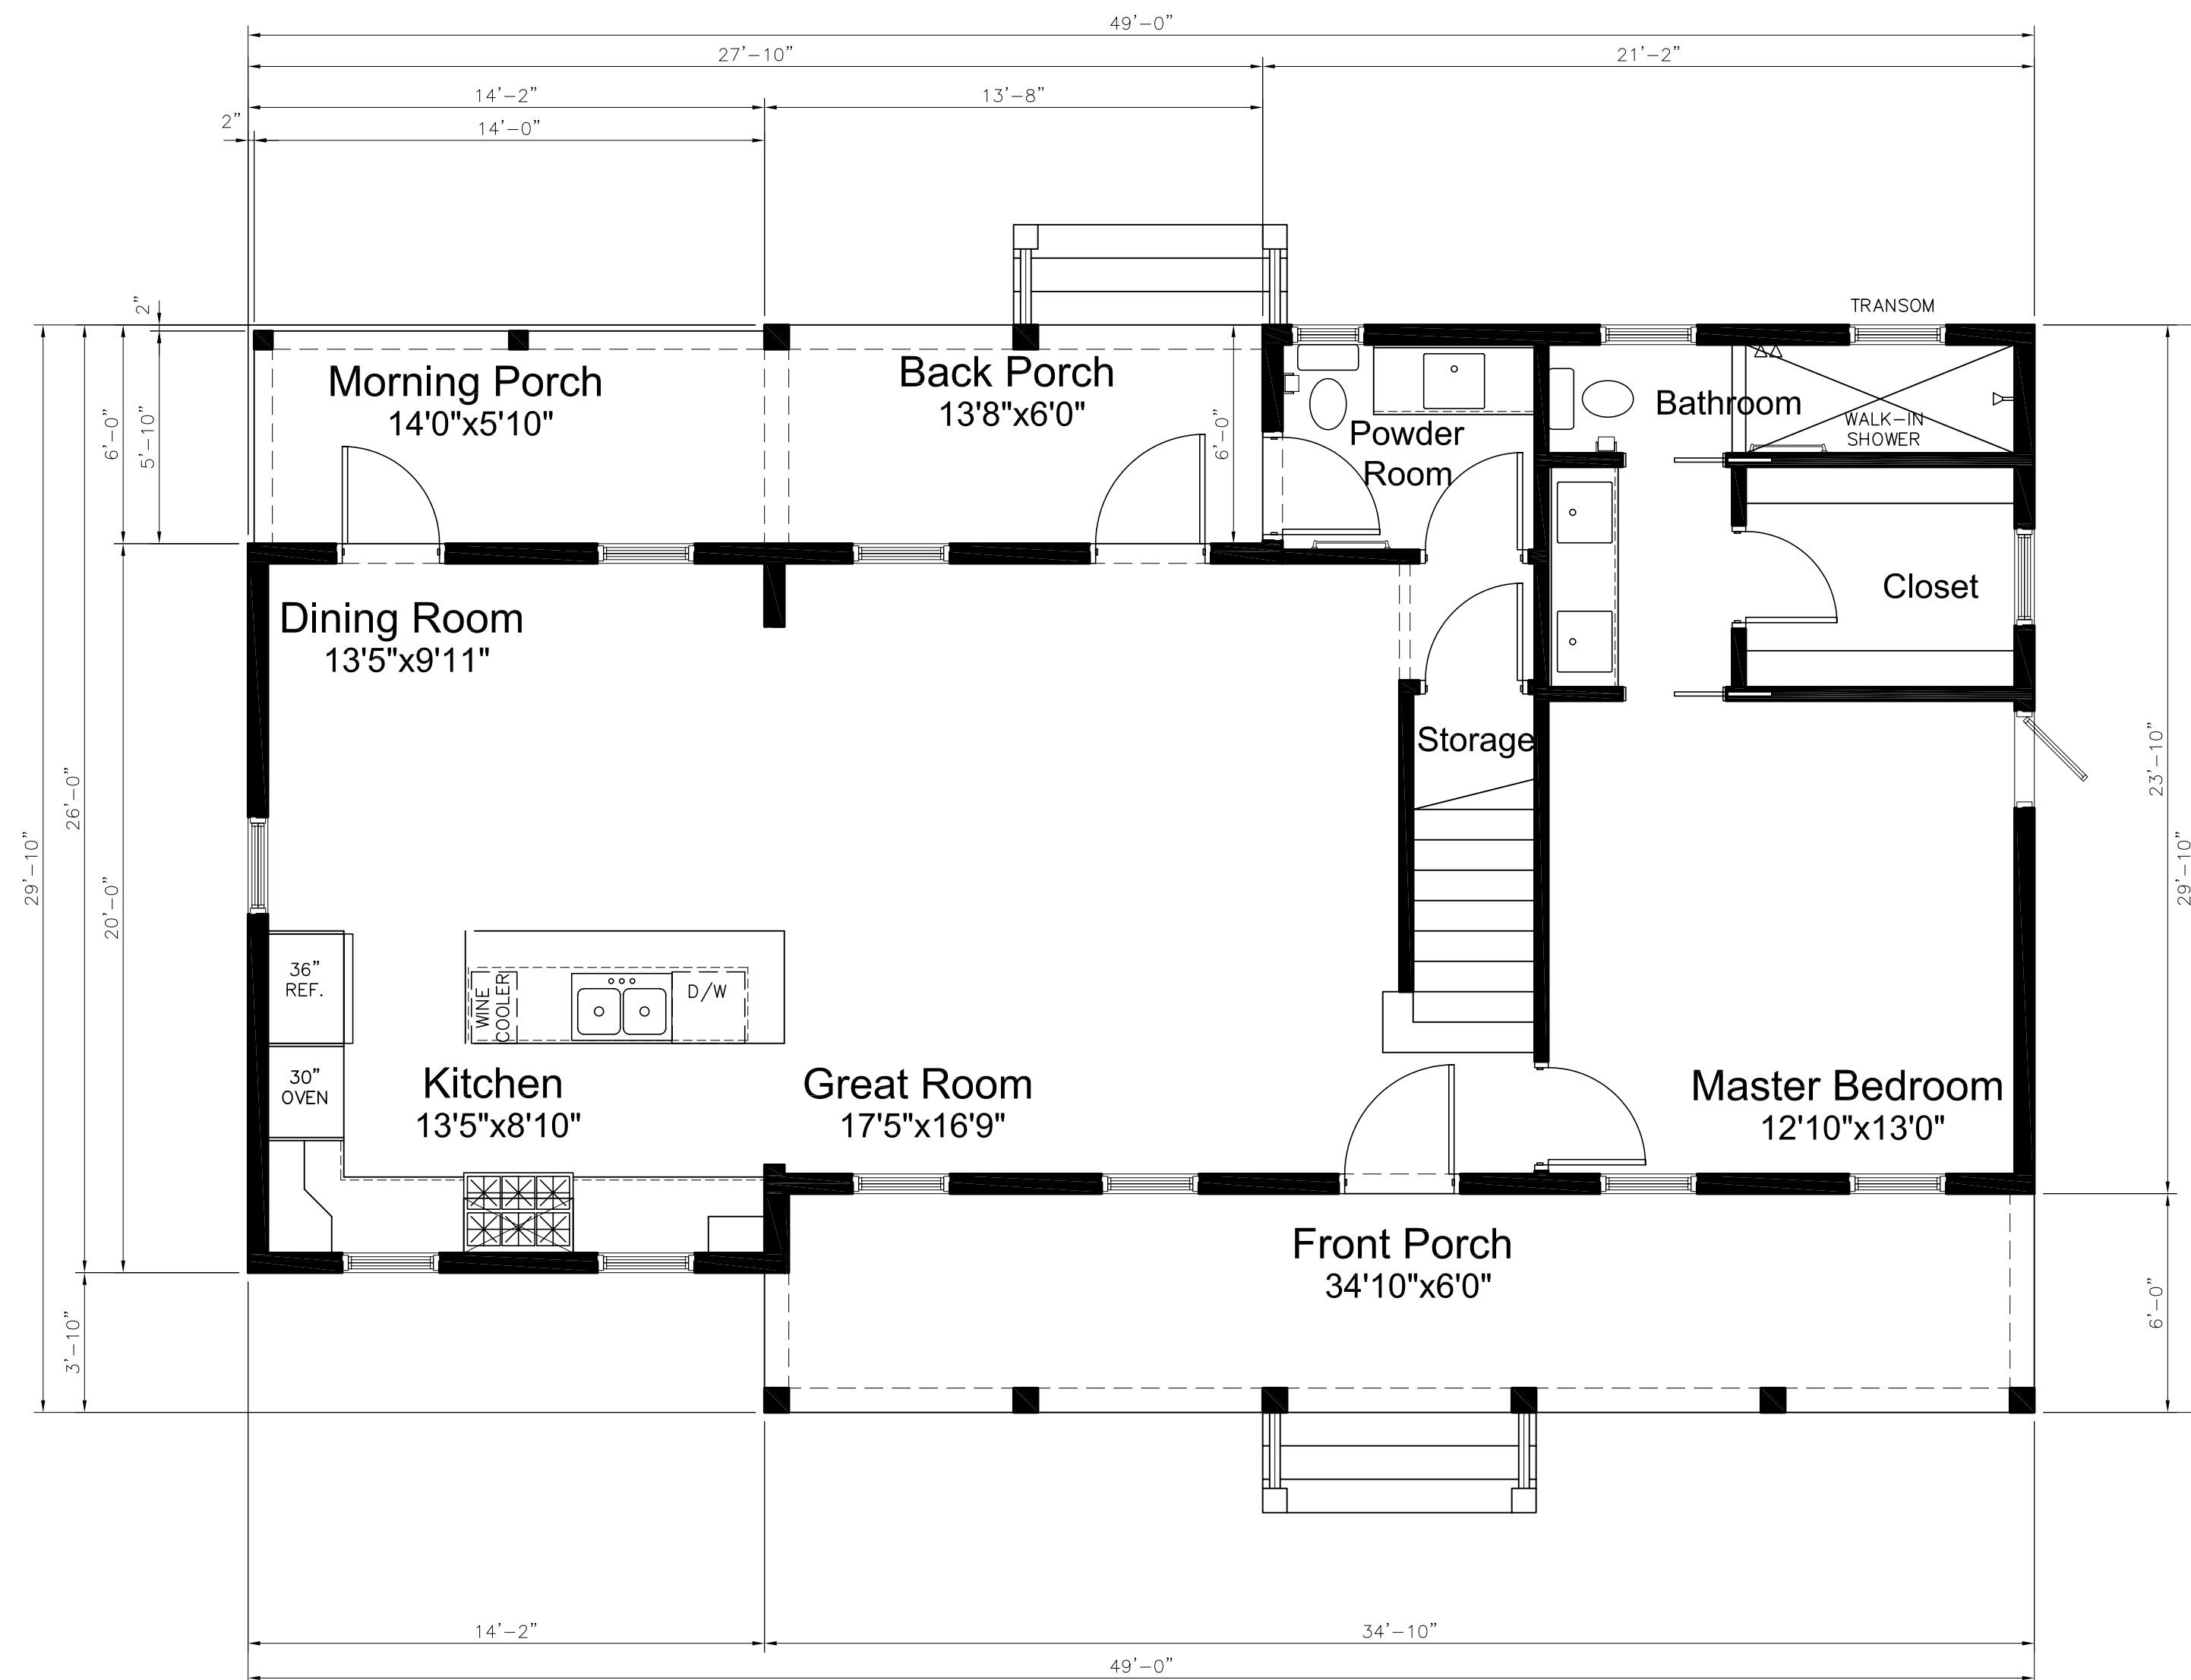 49'-0"
27'-10"
21'-2"
14'-2"
13'-8"
2"
14'-0"
TRANSOM
2"
Morning Porch
14'0"x5'10"
Back Porch
13'8"x6'0"
6'-0"
5'-10"
6'-0"
Powder
Room
Bathroom
WALK-IN
SHOWER
Closet
Dining Room
13'5"x9'11"
Storage
29'-10"
26'-0"
20'-0"
23'-10"
29'-10"
36"
REF.
WINE
COOLER
D/W
30"
OVEN
Kitchen
13'5"x8'10"
Great Room
17'5"x16'9"
Master Bedroom
12'10"x13'0"
Front Porch
34'10"x6'0"
3'-10"
6'-0"
14'-2"
34'-10"
49'-0"